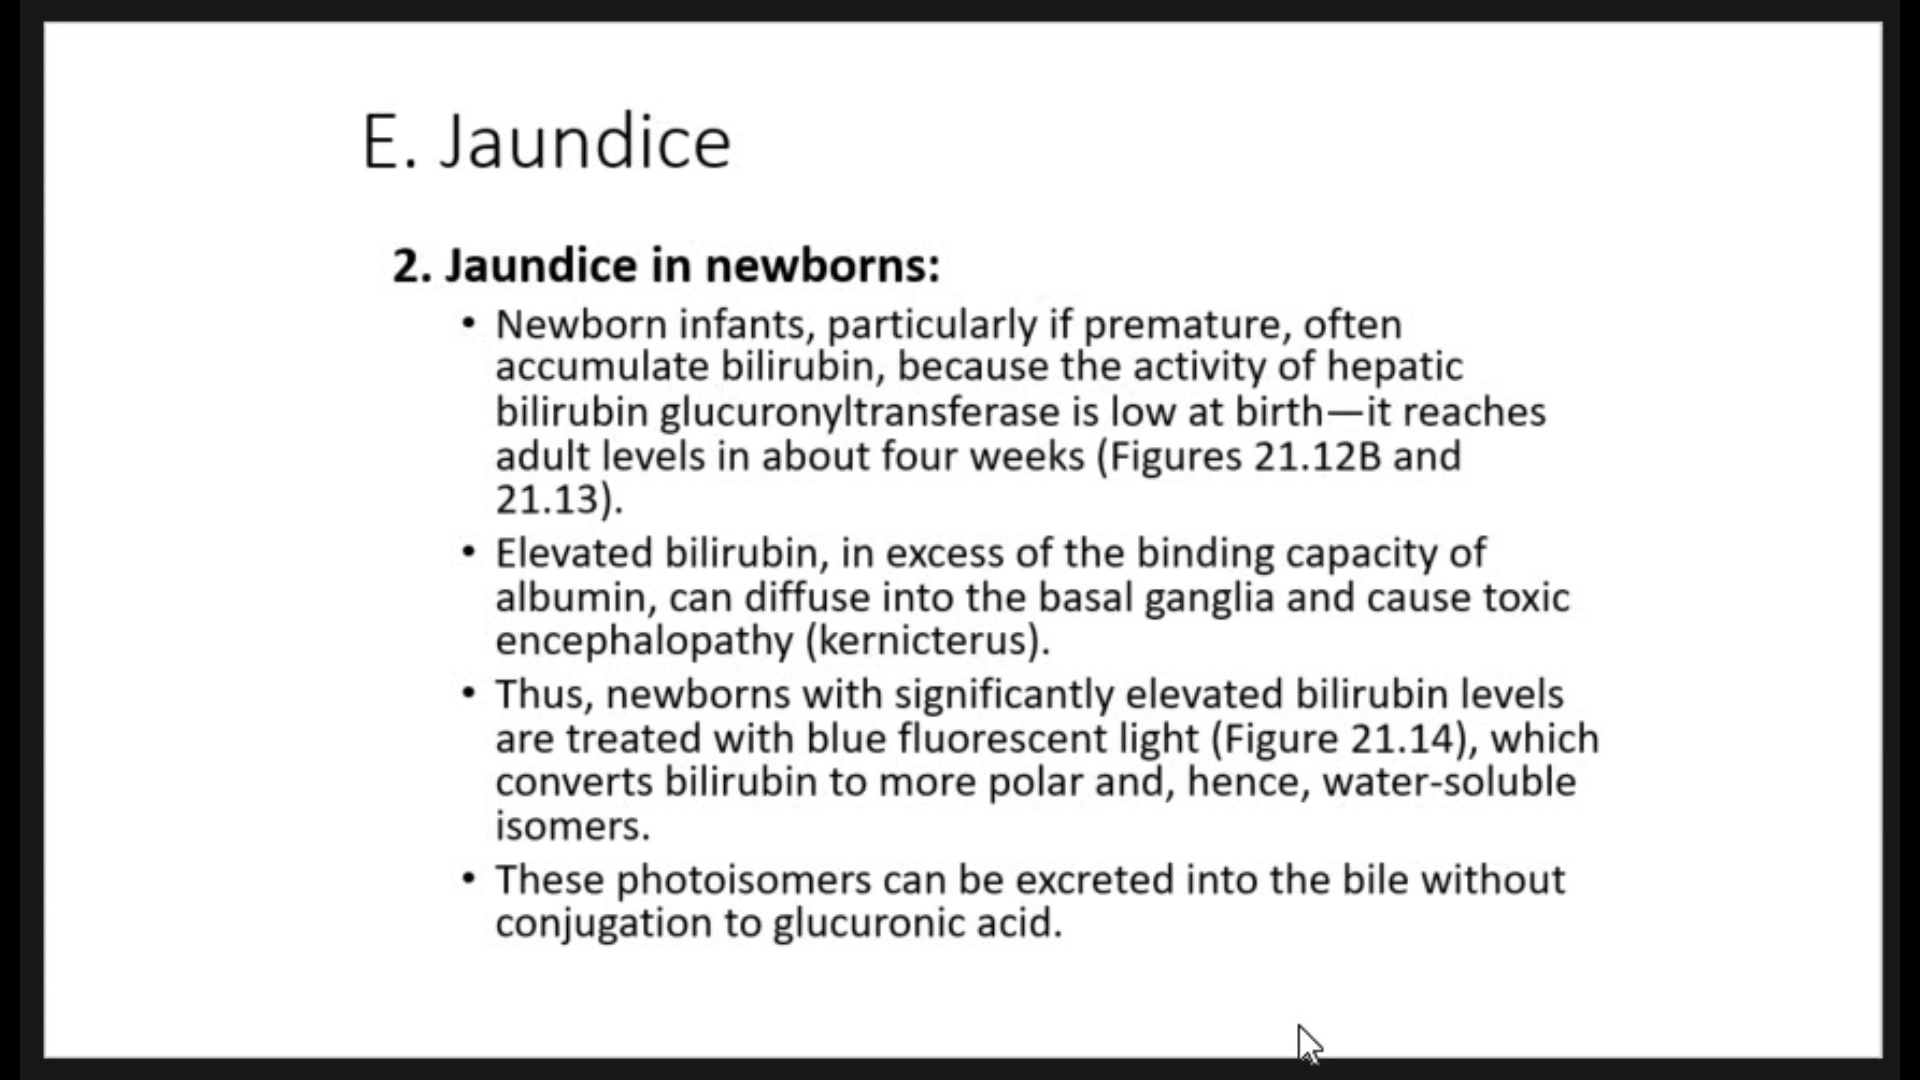 E. Jaundice
2. Jaundice in newborns:
• Newborn infants, particularly if premature, often
accumulate bilirubin, because the activity of hepatic
bilirubin glucuronyltransferase is low at birth—it reaches
adult levels in about four weeks (Figures 21.12B and
21.13).
• Elevated bilirubin, in excess of the binding capacity of
albumin, can diffuse into the basal ganglia and cause toxic
encephalopathy (kernicterus).
• Thus, newborns with significantly elevated bilirubin levels
are treated with blue fluorescent light (Figure 21.14), which
converts bilirubin to more polar and, hence, water-soluble
isomers.
• These photoisomers can be excreted into the bile without
conjugation to glucuronic acid.